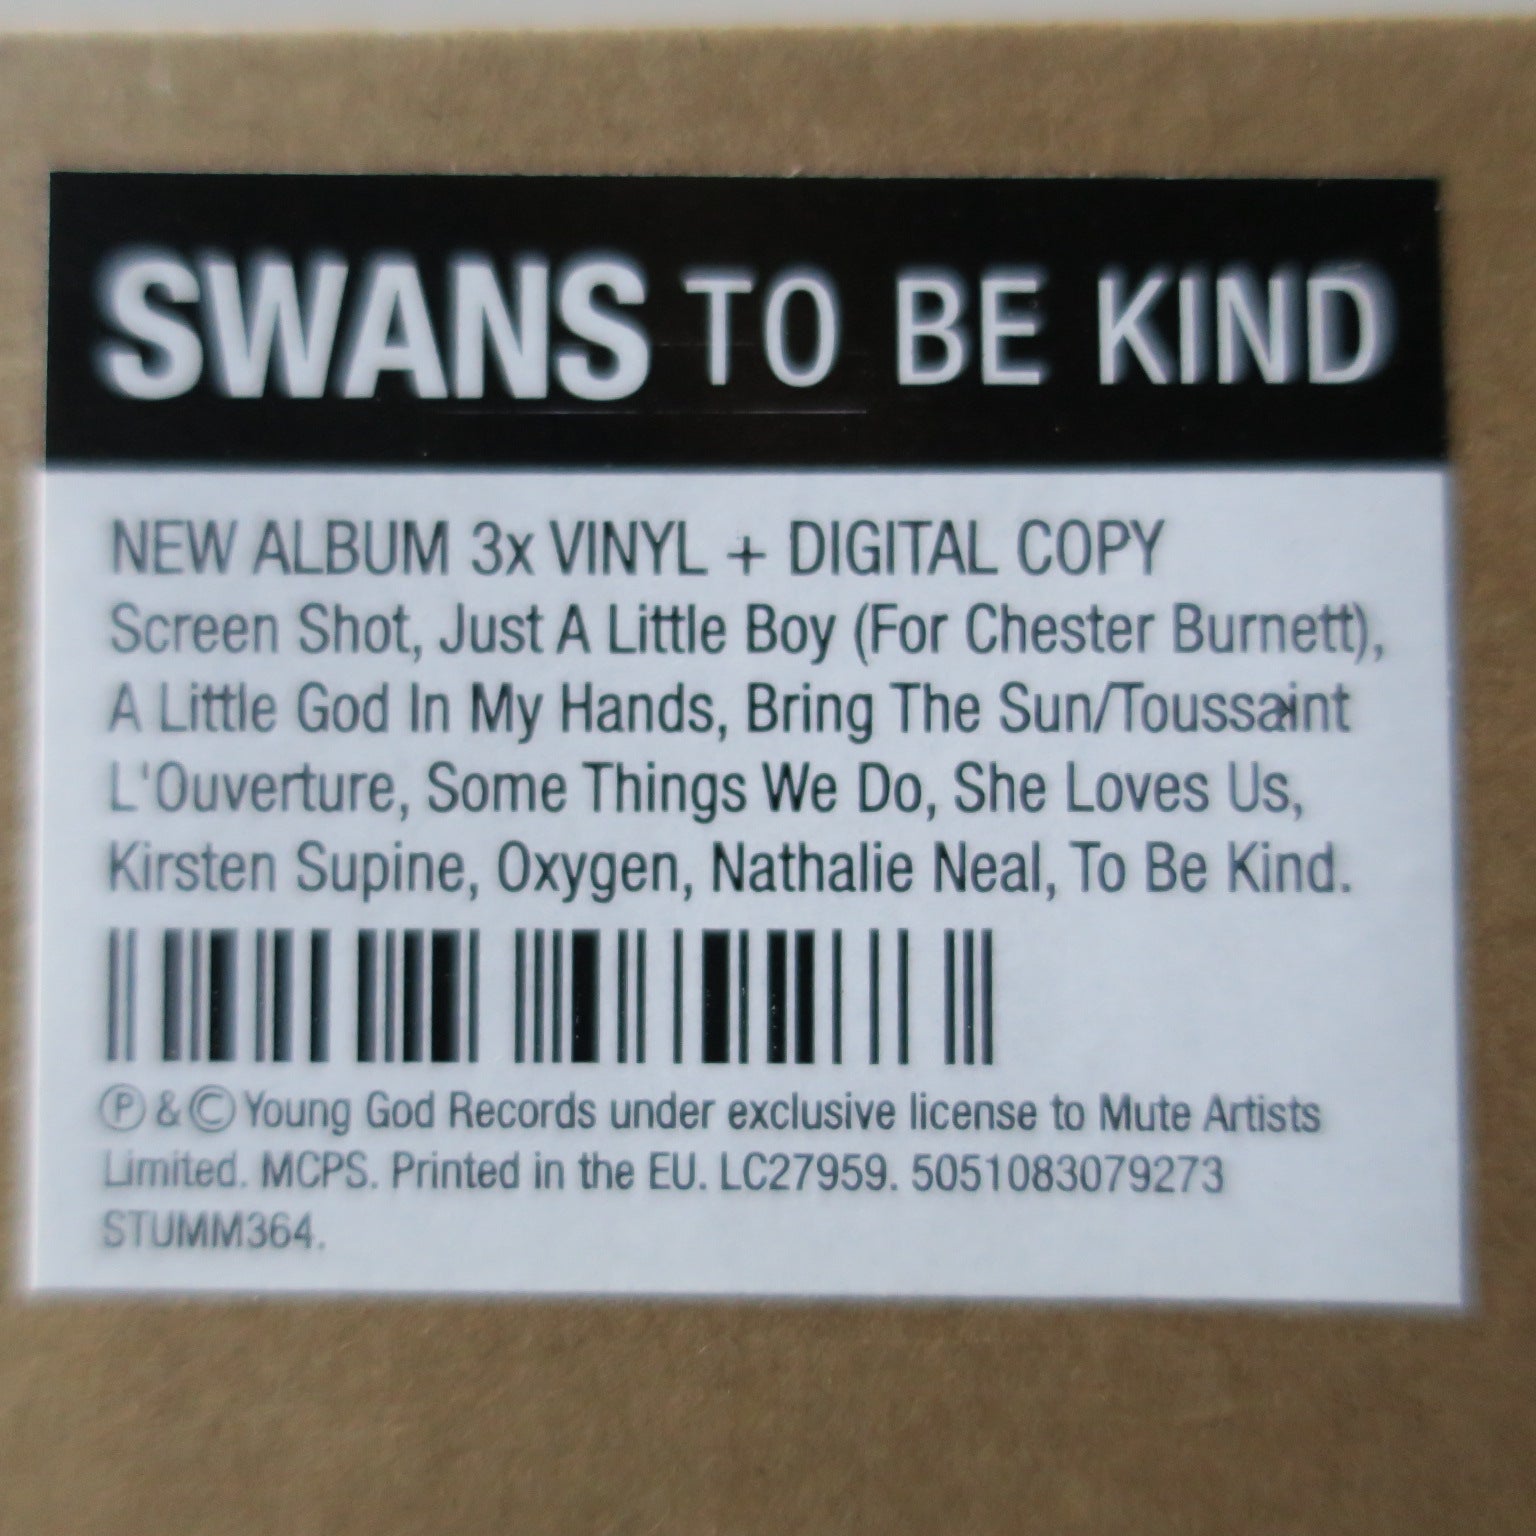 SWANS TO BE KIND
NEW ALBUM 3x VINYL + DIGITAL COPY
Screen Shot, Just A Little Boy (For Chester Burnett),
A Little God In My Hands, Bring The Sun/Toussaint
L'Ouverture, Some Things We Do, She Loves Us,
Kirsten Supine, Oxygen, Nathalie Neal, To Be Kind.
℗ & © Young God Records under exclusive license to Mute Artists
Limited. MCPS. Printed in the EU. LC27959. 5051083079273
STUMM364.